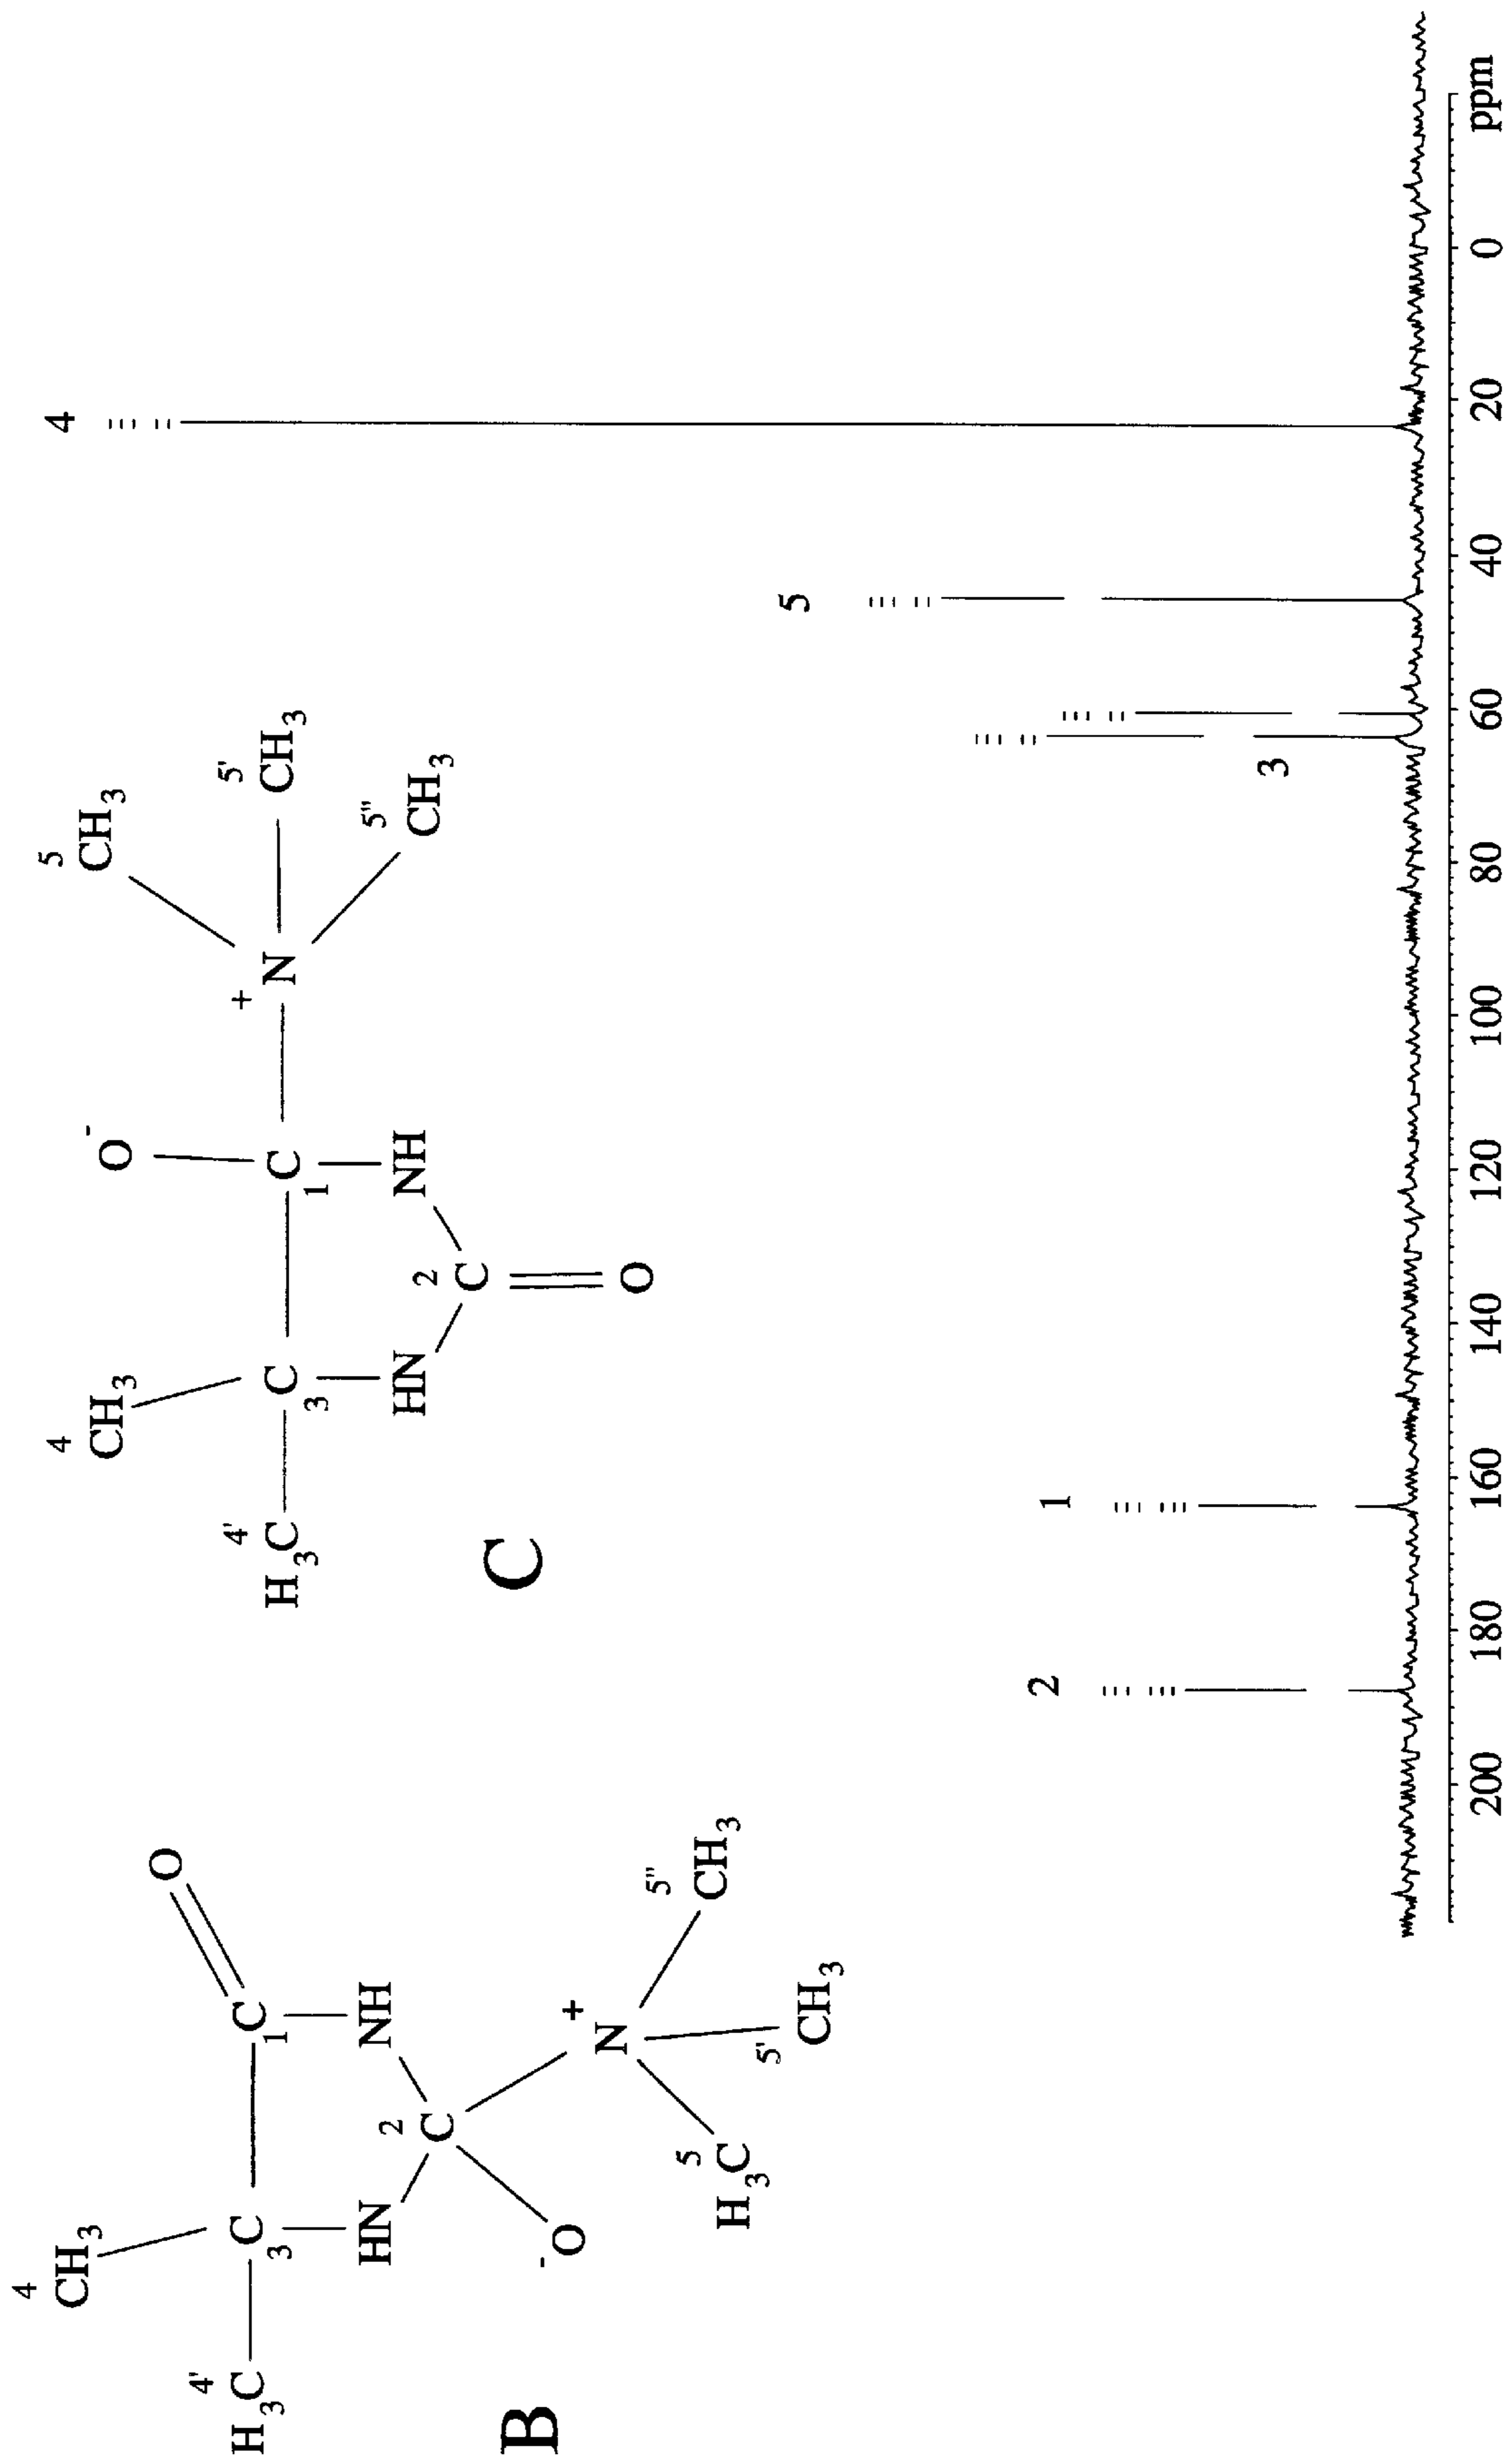 4
CH3
O
4'
H3C C C
3 1
HN NH
2
C
-
O
+
N
5 5''
H3C CH3
5'
CH3
B
4
CH3
O-
5
CH3
4'
H3C C C
+
N
5'
CH3
3 1
HN NH
5''
CH3
2
C
O
C
4
5
2 1
3
200 180 160 140 120 100 80 60 40 20 0 ppm